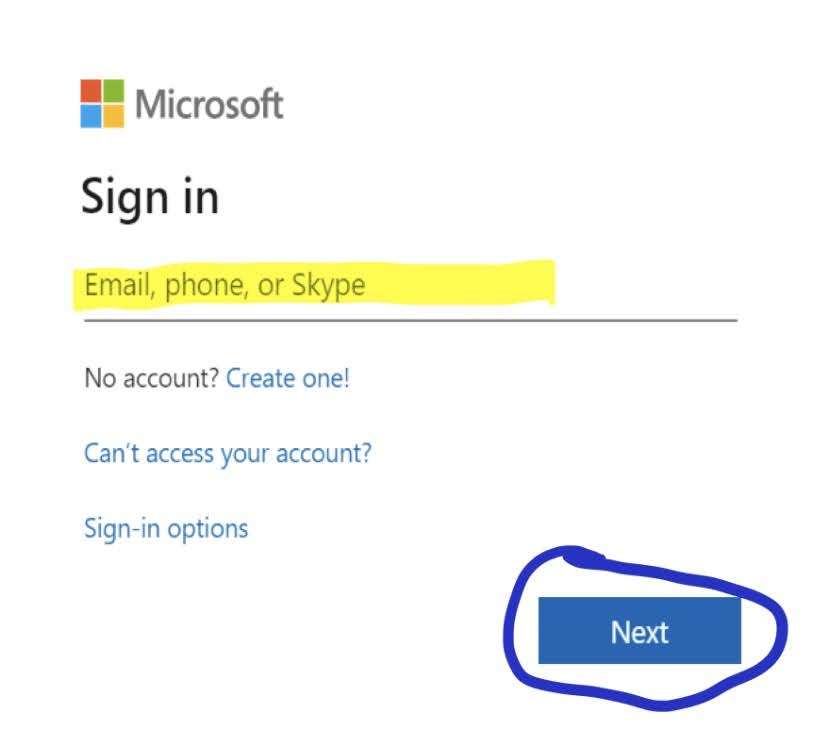 Microsoft
Sign in
Email, phone, or Skype
No account? Create one!
Can't access your account?
Sign-in options
Next